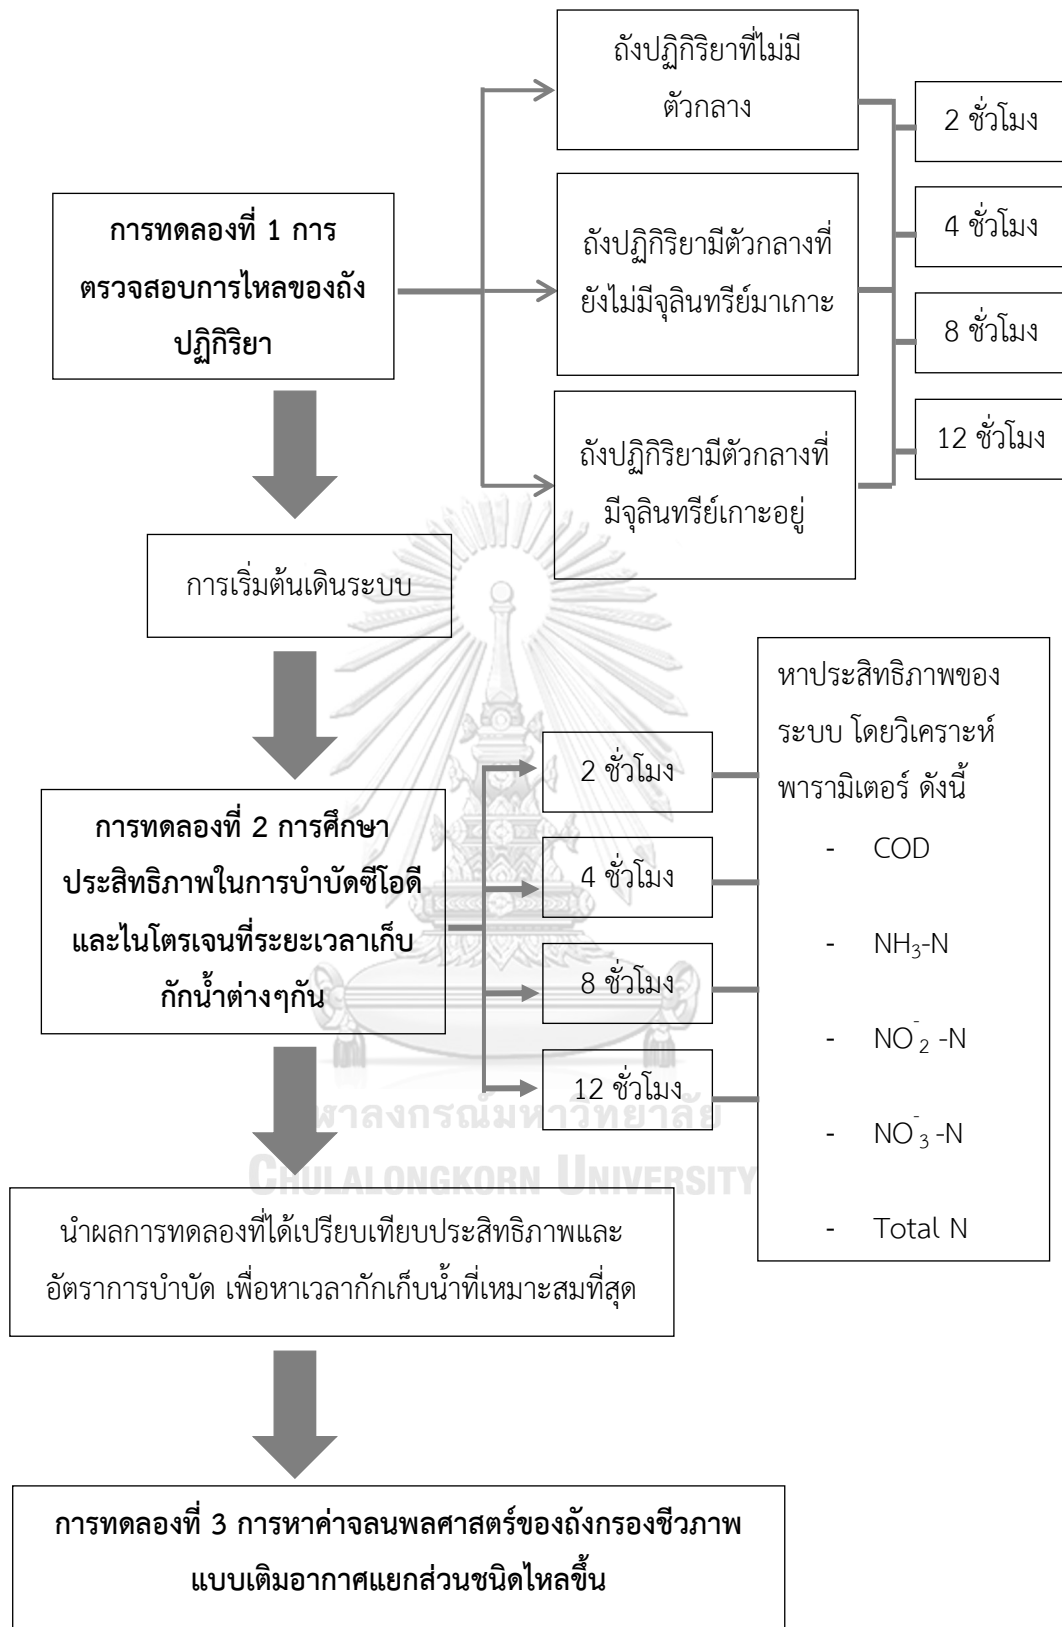 ถังปฏิกิริยาที่ไม่มี
ตัวกลาง
2 ชั่วโมง
การทดลองที่ 1 การ
ตรวจสอบการไหลของถัง
ปฏิกิริยา
ถังปฏิกิริยามีตัวกลางที่
ยังไม่มีจุลินทรีย์มาเกาะ
4 ชั่วโมง
8 ชั่วโมง
ถังปฏิกิริยามีตัวกลางที่
มีจุลินทรีย์เกาะอยู่
12 ชั่วโมง
การเริ่มต้นเดินระบบ
การทดลองที่ 2 การศึกษา
ประสิทธิภาพในการบำบัดซีโอดี
และไนโตรเจนที่ระยะเวลาเก็บ
กักน้ำต่างๆกัน
2 ชั่วโมง
4 ชั่วโมง
8 ชั่วโมง
12 ชั่วโมง
หาประสิทธิภาพของ
ระบบ โดยวิเคราะห์
พารามิเตอร์ ดังนี้
- COD
- NH₃-N
- NO₂⁻-N
- NO₃⁻-N
- Total N
ฬาลงกรณ์มหาวิทยาลัย
CHULALONGKORN UNIVERSITY
นำผลการทดลองที่ได้เปรียบเทียบประสิทธิภาพและ
อัตราการบำบัด เพื่อหาเวลากักเก็บน้ำที่เหมาะสมที่สุด
การทดลองที่ 3 การหาค่าจลนพลศาสตร์ของถังกรองชีวภาพ
แบบเติมอากาศแยกส่วนชนิดไหลขึ้น